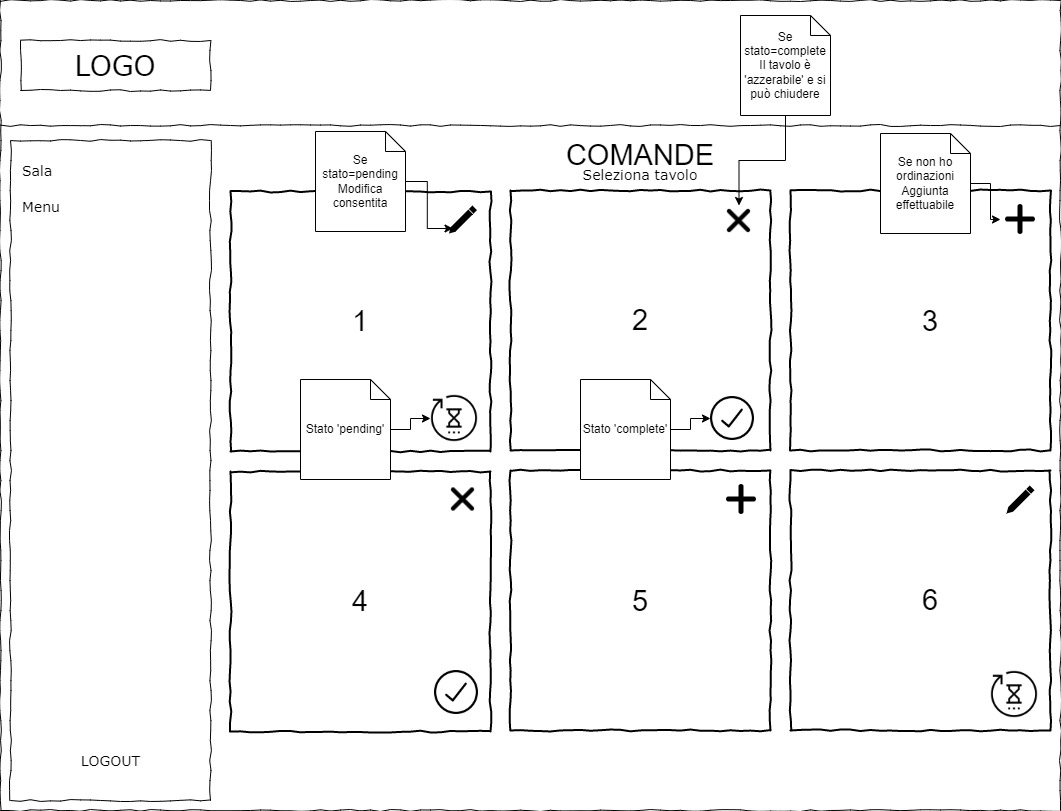 LOGO
Se
stato=complete
Il tavolo è
'azzerabile' e si
può chiudere
Sala
Menu
LOGOUT
COMANDE
Seleziona tavolo
Se
stato=pending
Modifica
consentita
Se non ho
ordinazioni
Aggiunta
effettuabile
1
2
3
Stato 'pending'
Stato 'complete'
4
5
6